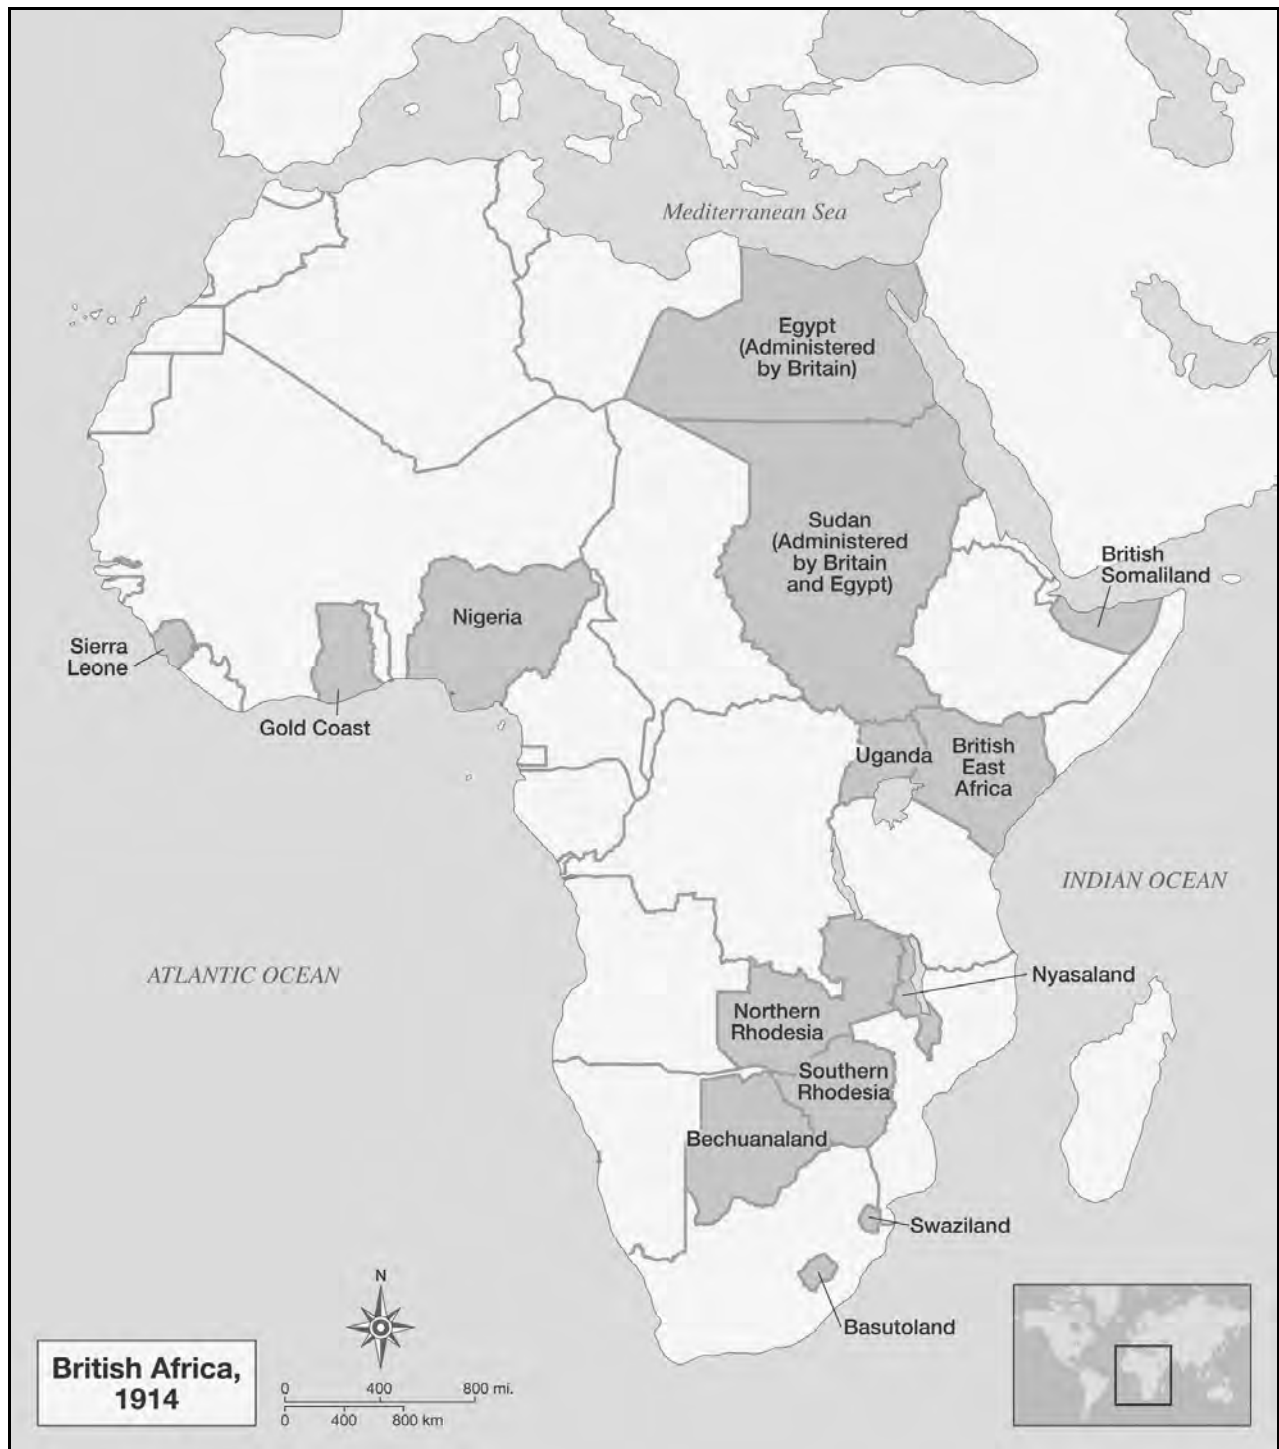 Mediterranean Sea
Egypt
(Administered
by Britain)
Sudan
(Administered
by Britain
and Egypt)
British
Somaliland
Nigeria
Sierra
Leone
Gold Coast
Uganda
British
East
Africa
INDIAN OCEAN
ATLANTIC OCEAN
Nyasaland
Northern
Rhodesia
Southern
Rhodesia
Bechuanaland
Swaziland
Basutoland
N
British Africa,
1914
0 400 800 mi.
0 400 800 km